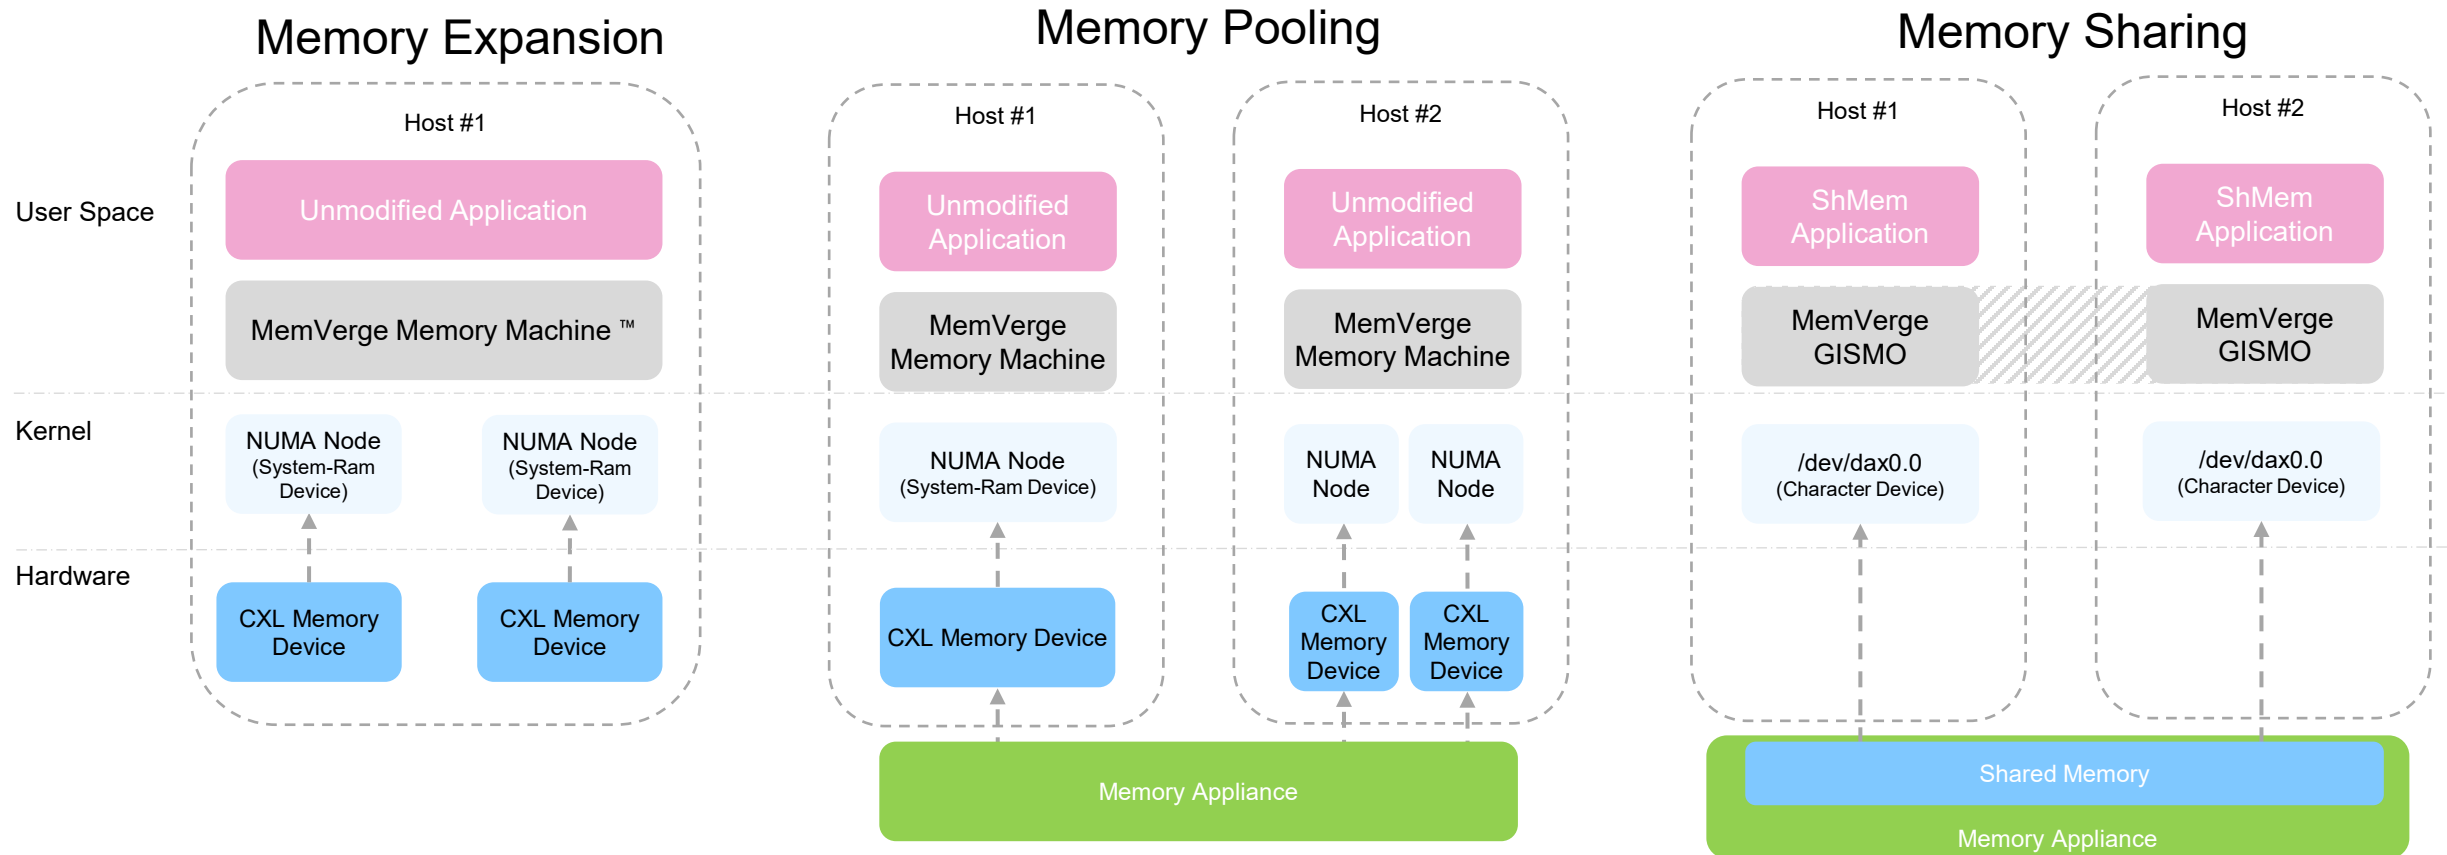 Memory Expansion
Memory Pooling
Memory Sharing
User Space
Kernel
Hardware
Host #1
Unmodified Application
MemVerge Memory Machine ™
NUMA Node
(System-Ram
Device)
NUMA Node
(System-Ram
Device)
CXL Memory
Device
CXL Memory
Device
Host #1
Unmodified
Application
MemVerge
Memory Machine
NUMA Node
(System-Ram Device)
CXL Memory Device
Host #2
Unmodified
Application
MemVerge
Memory Machine
NUMA
Node
NUMA
Node
CXL
Memory
Device
CXL
Memory
Device
Memory Appliance
Host #1
ShMem
Application
MemVerge
GISMO
/dev/dax0.0
(Character Device)
Host #2
ShMem
Application
MemVerge
GISMO
/dev/dax0.0
(Character Device)
Shared Memory
Memory Appliance